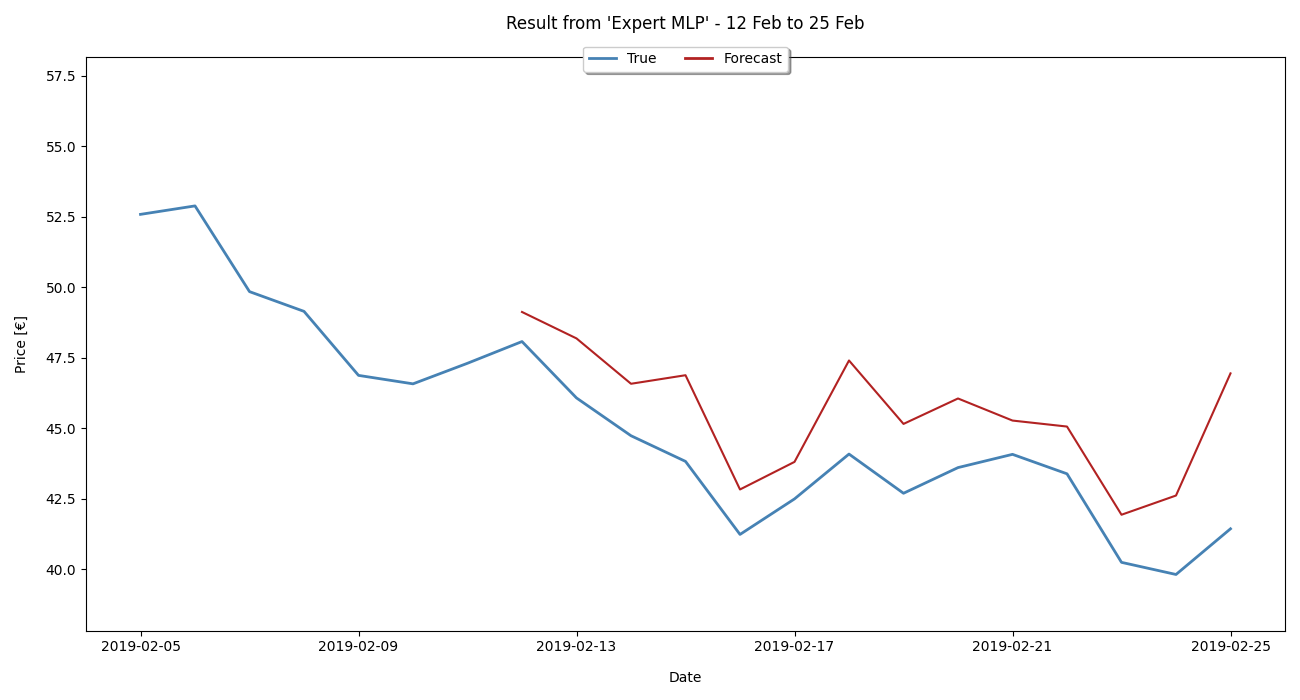 Result from 'Expert MLP' - 12 Feb to 25 Feb
True Forecast
57.5
55.0
52.5
50.0
47.5
45.0
42.5
40.0
Price [€]
2019-02-05 2019-02-09 2019-02-13 2019-02-17 2019-02-21 2019-02-25
Date